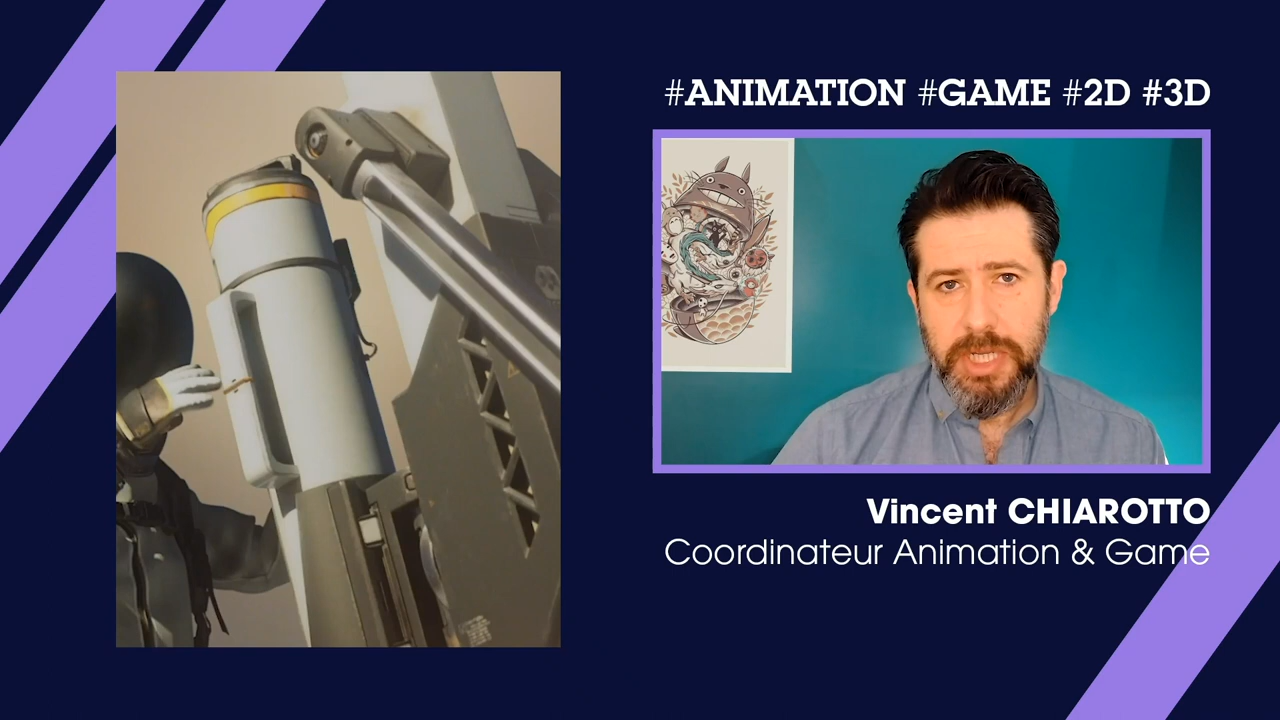 #ANIMATION #GAME #2D #3D
Vincent CHIAROTTO
Coordinateur Animation & Game